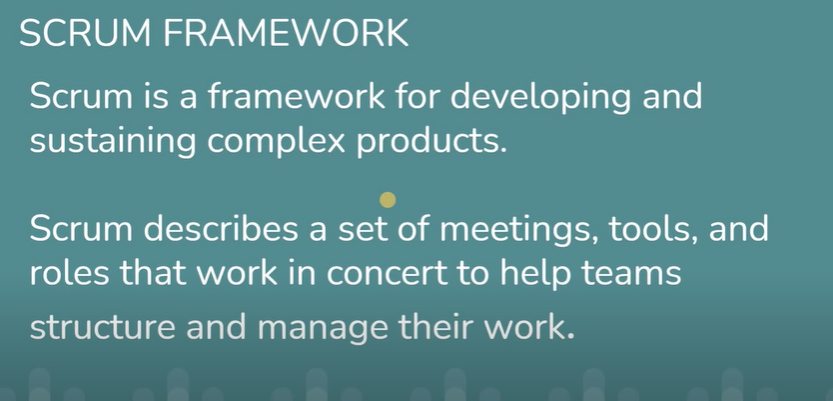 SCRUM FRAMEWORK
Scrum is a framework for developing and
sustaining complex products.
Scrum describes a set of meetings, tools, and
roles that work in concert to help teams
structure and manage their work.